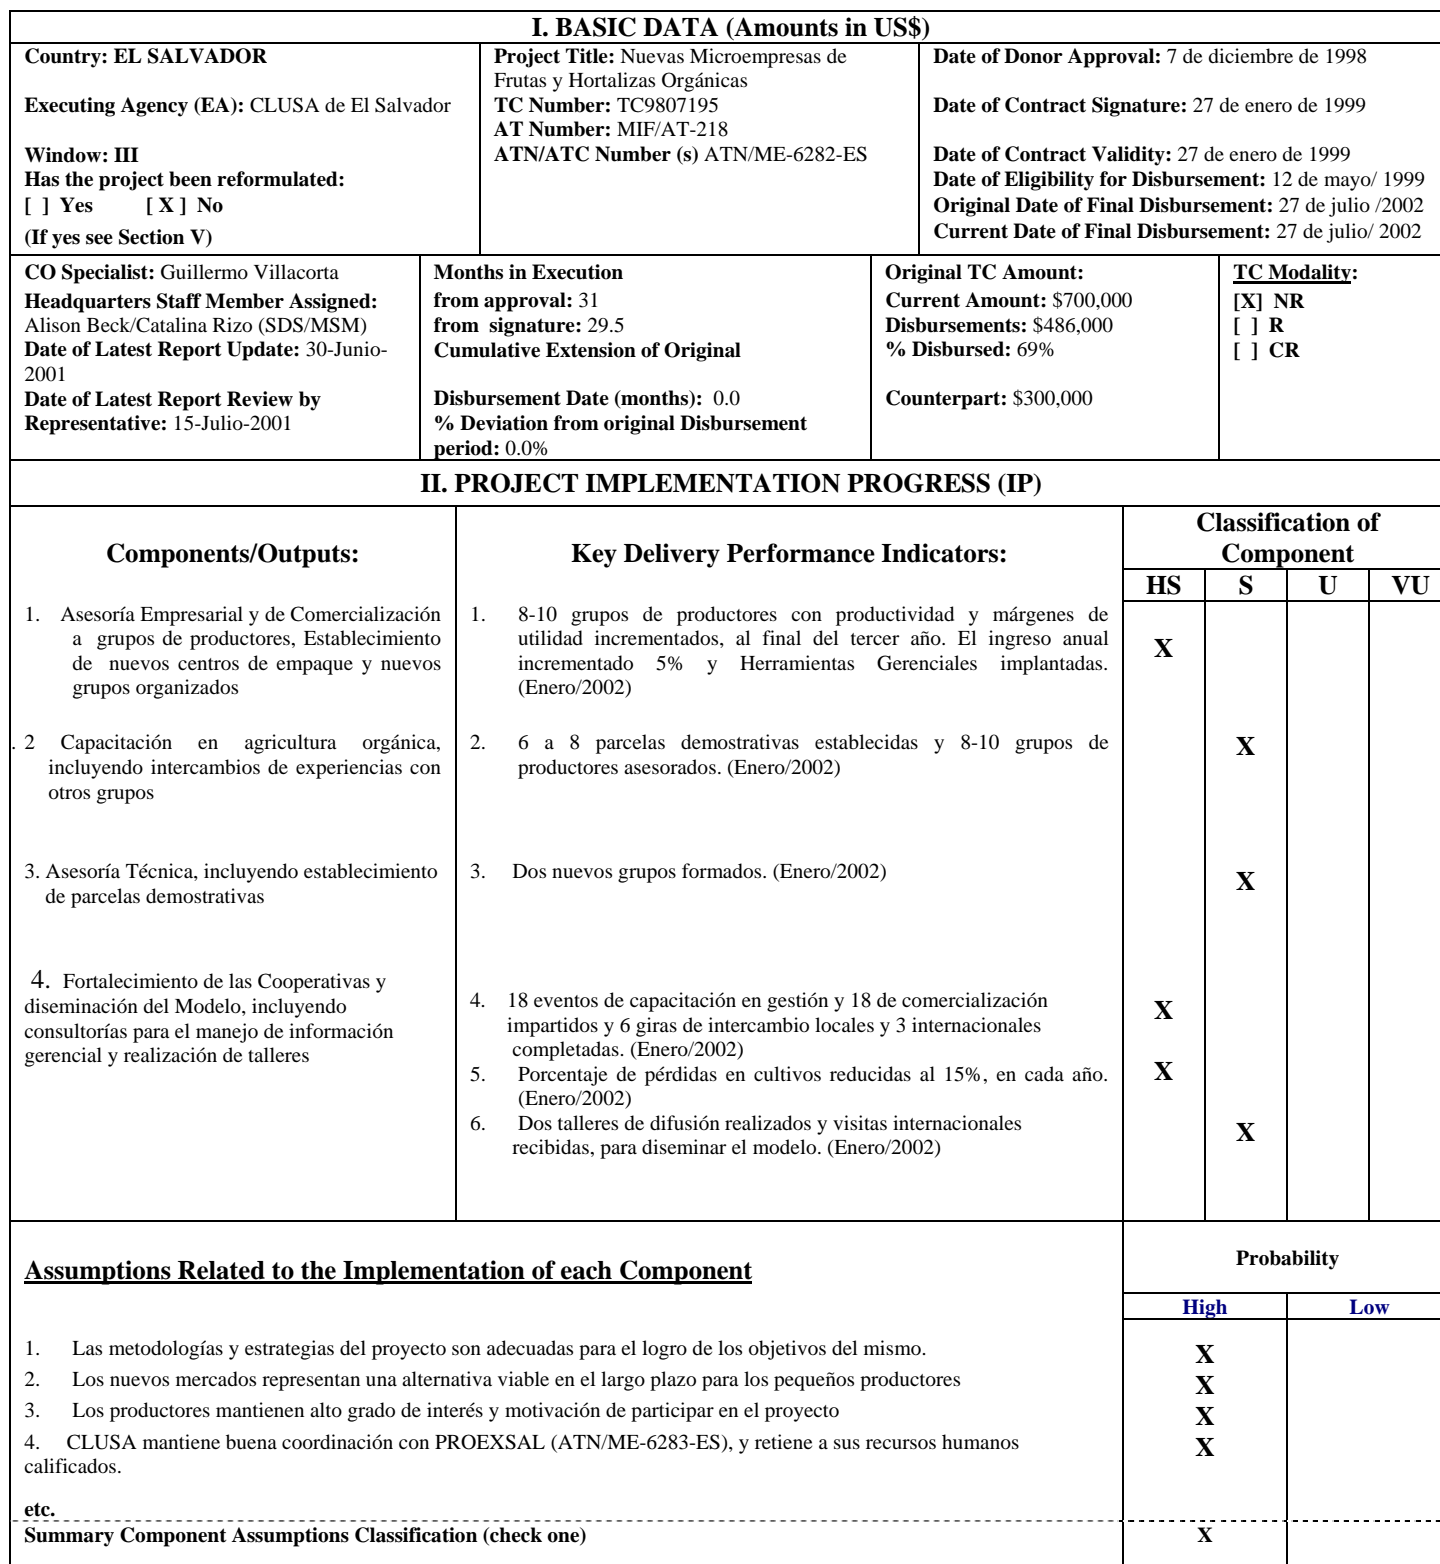 I. BASIC DATA (Amounts in US$)
Country: EL SALVADOR
Executing Agency (EA): CLUSA de El Salvador
Window: III
Has the project been reformulated:
[ ] Yes [ X ] No
(If yes see Section V)
Project Title: Nuevas Microempresas de
Frutas y Hortalizas Orgánicas
TC Number: TC9807195
AT Number: MIF/AT-218
ATN/ATC Number (s) ATN/ME-6282-ES
Date of Donor Approval: 7 de diciembre de 1998
Date of Contract Signature: 27 de enero de 1999
Date of Contract Validity: 27 de enero de 1999
Date of Eligibility for Disbursement: 12 de mayo/ 1999
Original Date of Final Disbursement: 27 de julio /2002
Current Date of Final Disbursement: 27 de julio/ 2002
CO Specialist: Guillermo Villacorta
Headquarters Staff Member Assigned:
Alison Beck/Catalina Rizo (SDS/MSM)
Date of Latest Report Update: 30-Junio-
2001
Date of Latest Report Review by
Representative: 15-Julio-2001
Months in Execution
from approval: 31
from signature: 29.5
Cumulative Extension of Original
Disbursement Date (months): 0.0
% Deviation from original Disbursement
period: 0.0%
Original TC Amount:
Current Amount: $700,000
Disbursements: $486,000
% Disbursed: 69%
Counterpart: $300,000
TC Modality:
[X] NR
[ ] R
[ ] CR
II. PROJECT IMPLEMENTATION PROGRESS (IP)
Components/Outputs:
Key Delivery Performance Indicators:
Classification of
Component
HS S U VU
1. Asesoría Empresarial y de Comercialización
a grupos de productores, Establecimiento
de nuevos centros de empaque y nuevos
grupos organizados
1. 8-10 grupos de productores con productividad y márgenes de
utilidad incrementados, al final del tercer año. El ingreso anual
incrementado 5% y Herramientas Gerenciales implantadas.
(Enero/2002)
X
. 2 Capacitación en agricultura orgánica,
incluyendo intercambios de experiencias con
otros grupos
2. 6 a 8 parcelas demostrativas establecidas y 8-10 grupos de
productores asesorados. (Enero/2002)
X
3. Asesoría Técnica, incluyendo establecimiento
de parcelas demostrativas
3. Dos nuevos grupos formados. (Enero/2002)
X
4. Fortalecimiento de las Cooperativas y
diseminación del Modelo, incluyendo
consultorías para el manejo de información
gerencial y realización de talleres
4. 18 eventos de capacitación en gestión y 18 de comercialización
impartidos y 6 giras de intercambio locales y 3 internacionales
completadas. (Enero/2002)
X
5. Porcentaje de pérdidas en cultivos reducidas al 15%, en cada año.
(Enero/2002)
X
6. Dos talleres de difusión realizados y visitas internacionales
recibidas, para diseminar el modelo. (Enero/2002)
X
Assumptions Related to the Implementation of each Component
Probability
High Low
1. Las metodologías y estrategias del proyecto son adecuadas para el logro de los objetivos del mismo.
X
2. Los nuevos mercados representan una alternativa viable en el largo plazo para los pequeños productores
X
3. Los productores mantienen alto grado de interés y motivación de participar en el proyecto
X
4. CLUSA mantiene buena coordinación con PROEXSAL (ATN/ME-6283-ES), y retiene a sus recursos humanos
calificados.
X
etc.
Summary Component Assumptions Classification (check one)
X